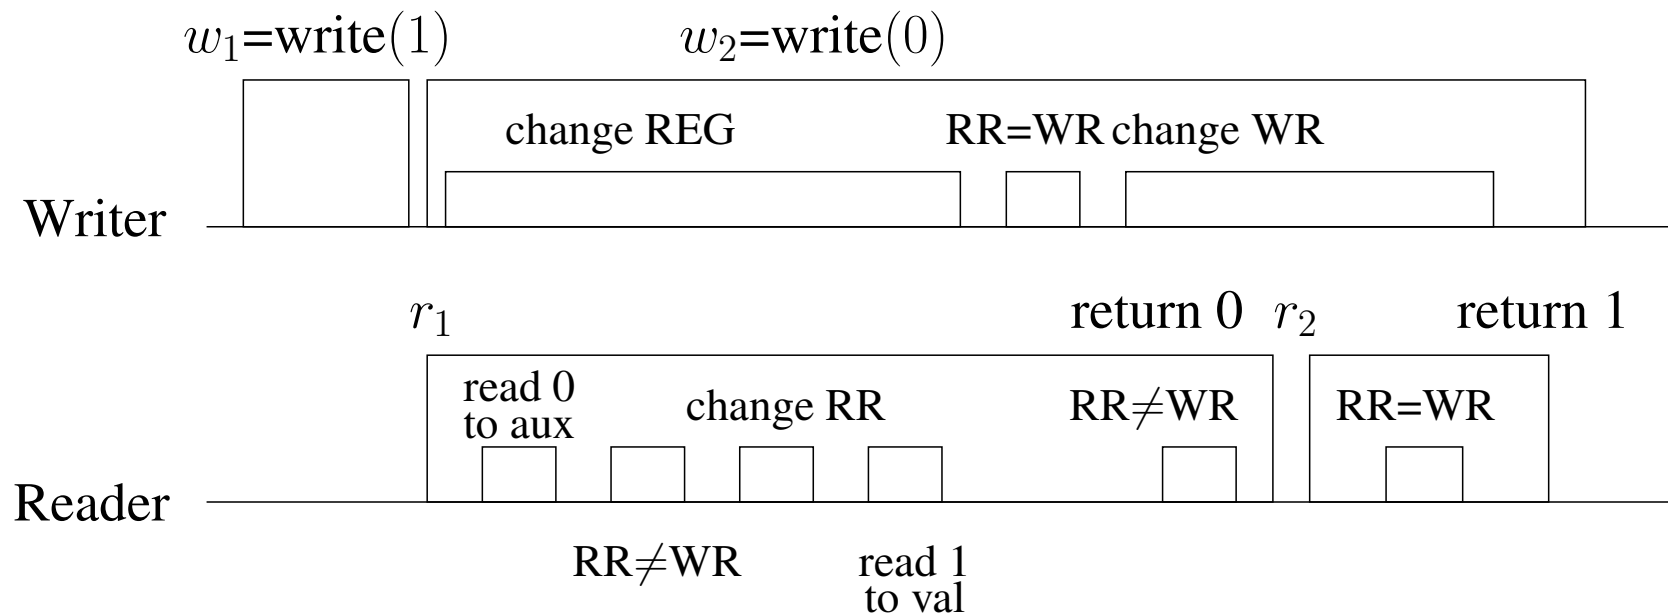 w₁=write(1) w₂=write(0)
change REG RR=WR change WR
Writer
r₁ return 0 r₂ return 1
read 0
to aux
change RR RR≠WR RR=WR
Reader
RR≠WR read 1
to val